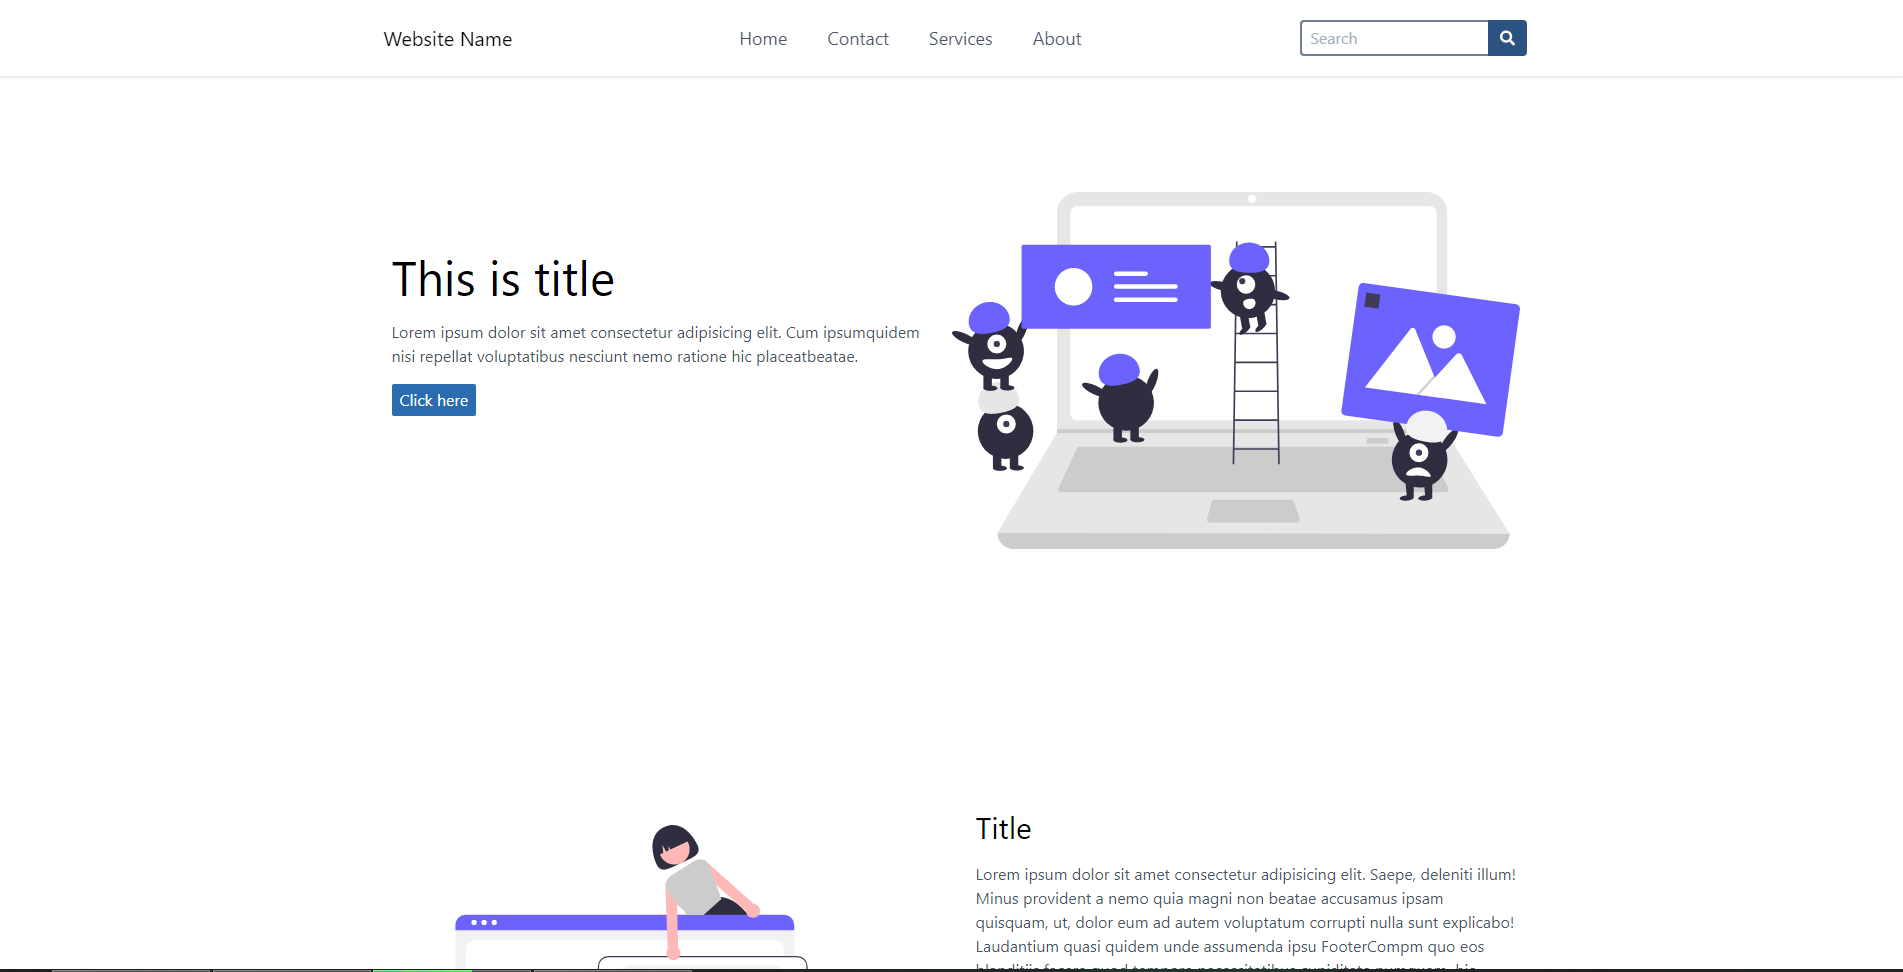 Website Name
Home
Contact
Services
About
Search
This is title
Lorem ipsum dolor sit amet consectetur adipisicing elit. Cum ipsumquidem
nisi repellat voluptatibus nesciunt nemo ratione hic placeatbeatae.
Click here
Title
Lorem ipsum dolor sit amet consectetur adipisicing elit. Saepe, deleniti illum!
Minus provident a nemo quia magni non beatae accusamus ipsam
quisquam, ut, dolor eum ad autem voluptatum corrupti nulla sunt explicabo!
Laudantium quasi quidem unde assumenda ipsu FooterCompm quo eos